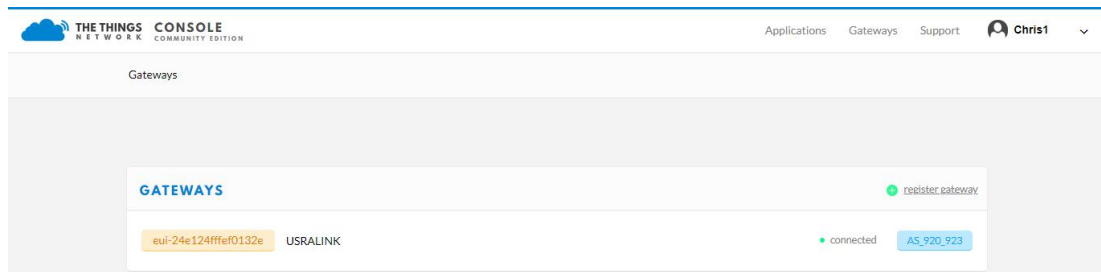 THE THINGS CONSOLE
NETWORK COMMUNITY EDITION
Applications Gateways Support Chris1
Gateways
GATEWAYS register gateway
eui-24e124fffef0132e USRALINK connected AS_920_923